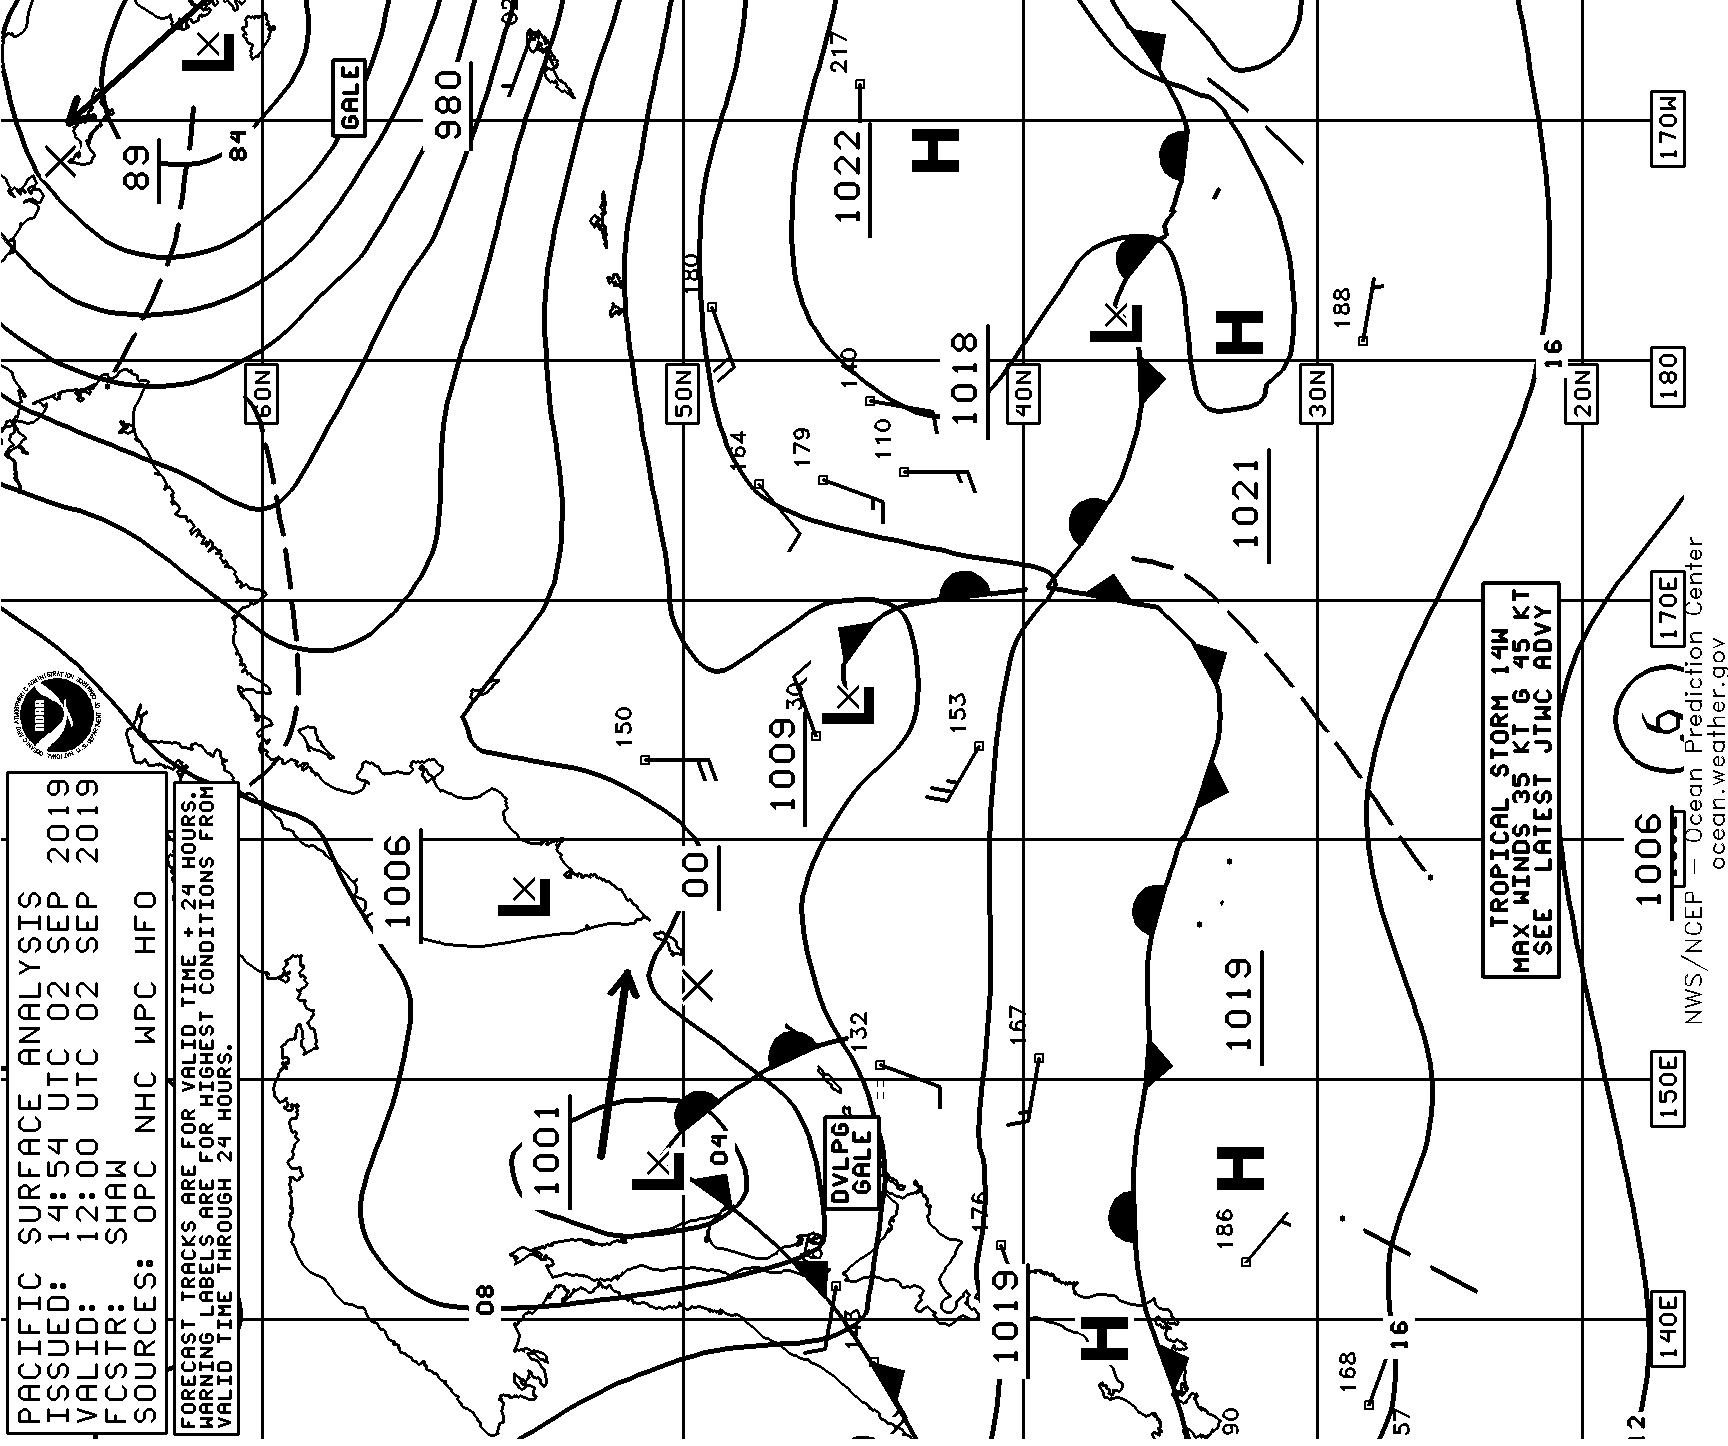 PACIFIC SURFACE ANALYSIS
ISSUED: 14:54 UTC 02 SEP 2019
VALID: 12:00 UTC 02 SEP 2019
FCSTR: SHAW
SOURCES: OPC NHC WPC HFO
FORECAST TRACKS ARE FOR VALID TIME + 24 HOURS.
WARNING LABELS ARE FOR HIGHEST CONDITIONS FROM
VALID TIME THROUGH 24 HOURS.
L
89
84
GALE
980
217
1022
H
180
140
1018
L
H
188
16
170W
60N
50N
40N
30N
20N
180
164
179
110
1021
170E
150
1009
L
153
1006
L
00
TROPICAL STORM 14W
MAX WINDS 35 KT G 45 KT
SEE LATEST JTWC ADVY
6
1006
NWS/NCEP – Ocean Prediction Center
ocean.weather.gov
1001
L
04
132
167
1019
150E
DVLPG
GALE
176
186
H
08
1019
H
16
140E
168
57
90
12